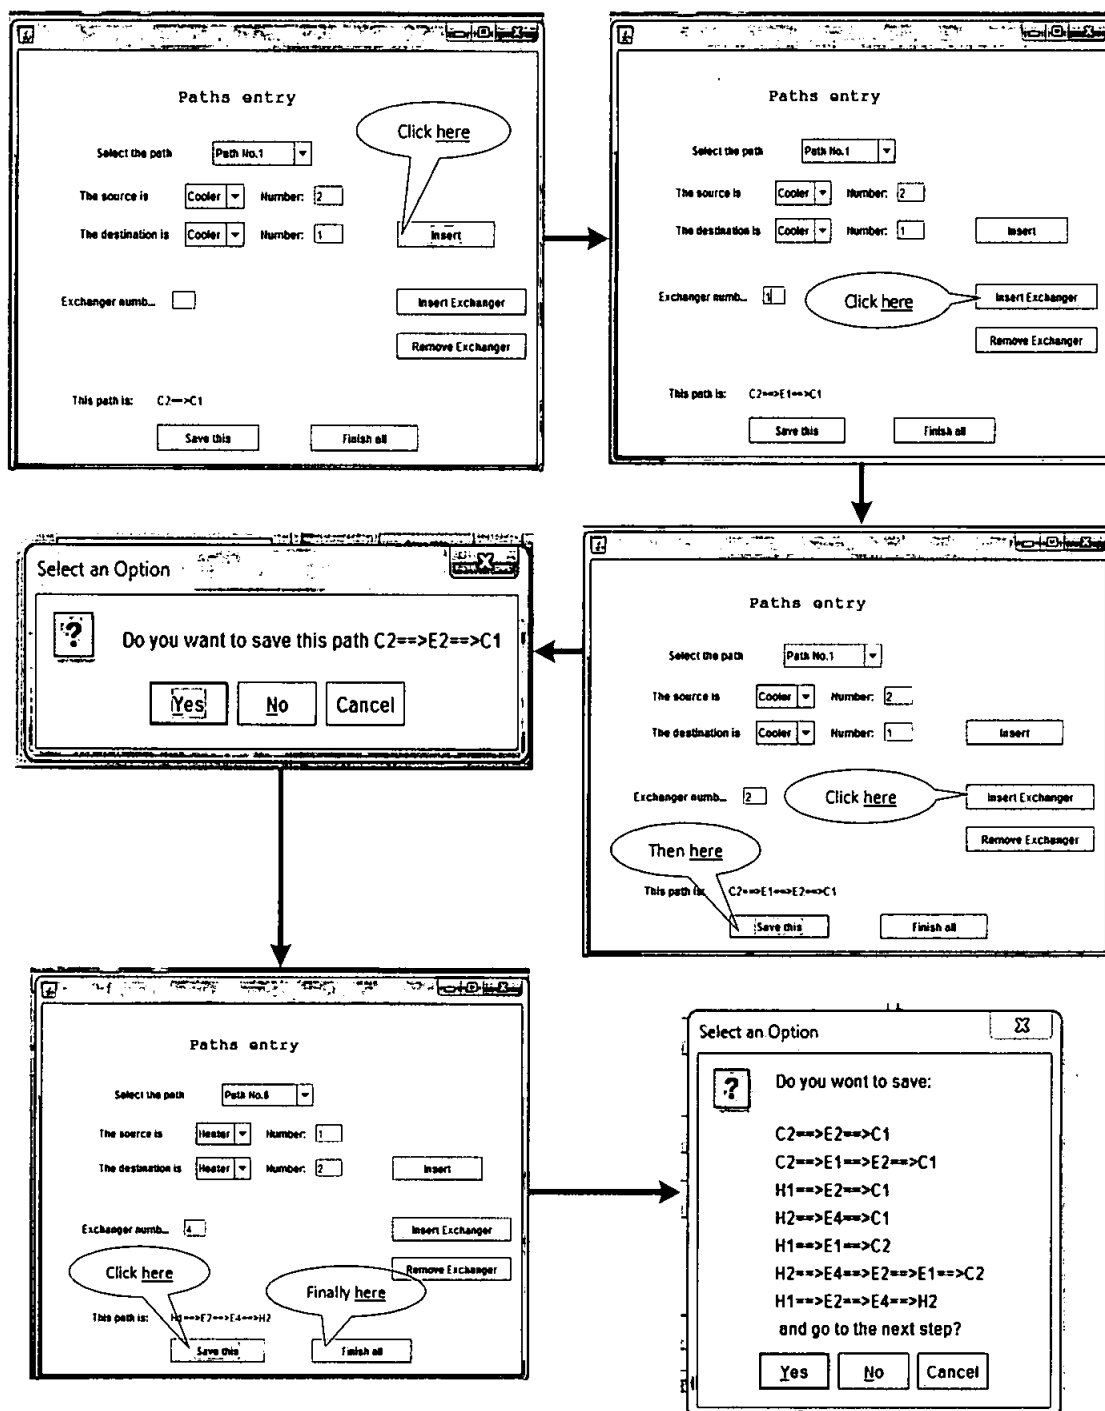 Paths entry
Click here
Select the path Path No.1
The source is Cooler Number: 2
The destination is Cooler Number: 1 Insert
Exchanger numb... Insert Exchanger
Remove Exchanger
This path is: C2==>C1
Save this Finish all
Paths entry
Select the path Path No.1
The source is Cooler Number: 2
The destination is Cooler Number: 1 Insert
Exchanger numb... 1 Click here Insert Exchanger
Remove Exchanger
This path is: C2==>E1==>C1
Save this Finish all
Paths entry
Select the path Path No.1
The source is Cooler Number: 2
The destination is Cooler Number: 1 Insert
Exchanger numb... 2 Click here Insert Exchanger
Remove Exchanger
Then here
This path is: C2==>E1==>E2==>C1
Save this Finish all
Select an Option X
? Do you want to save this path C2==>E2==>C1
Yes No Cancel
Paths entry
Select the path Path No.6
The source is Heater Number: 1
The destination is Heater Number: 2 Insert
Exchanger numb... 4 Insert Exchanger
Remove Exchanger
Click here
Finally here
This path is: H1==>E2==>E4==>H2
Save this Finish all
Select an Option X
? Do you wont to save:
C2==>E2==>C1
C2==>E1==>E2==>C1
H1==>E2==>C1
H2==>E4==>C1
H1==>E1==>C2
H2==>E4==>E2==>E1==>C2
H1==>E2==>E4==>H2
and go to the next step?
Yes No Cancel